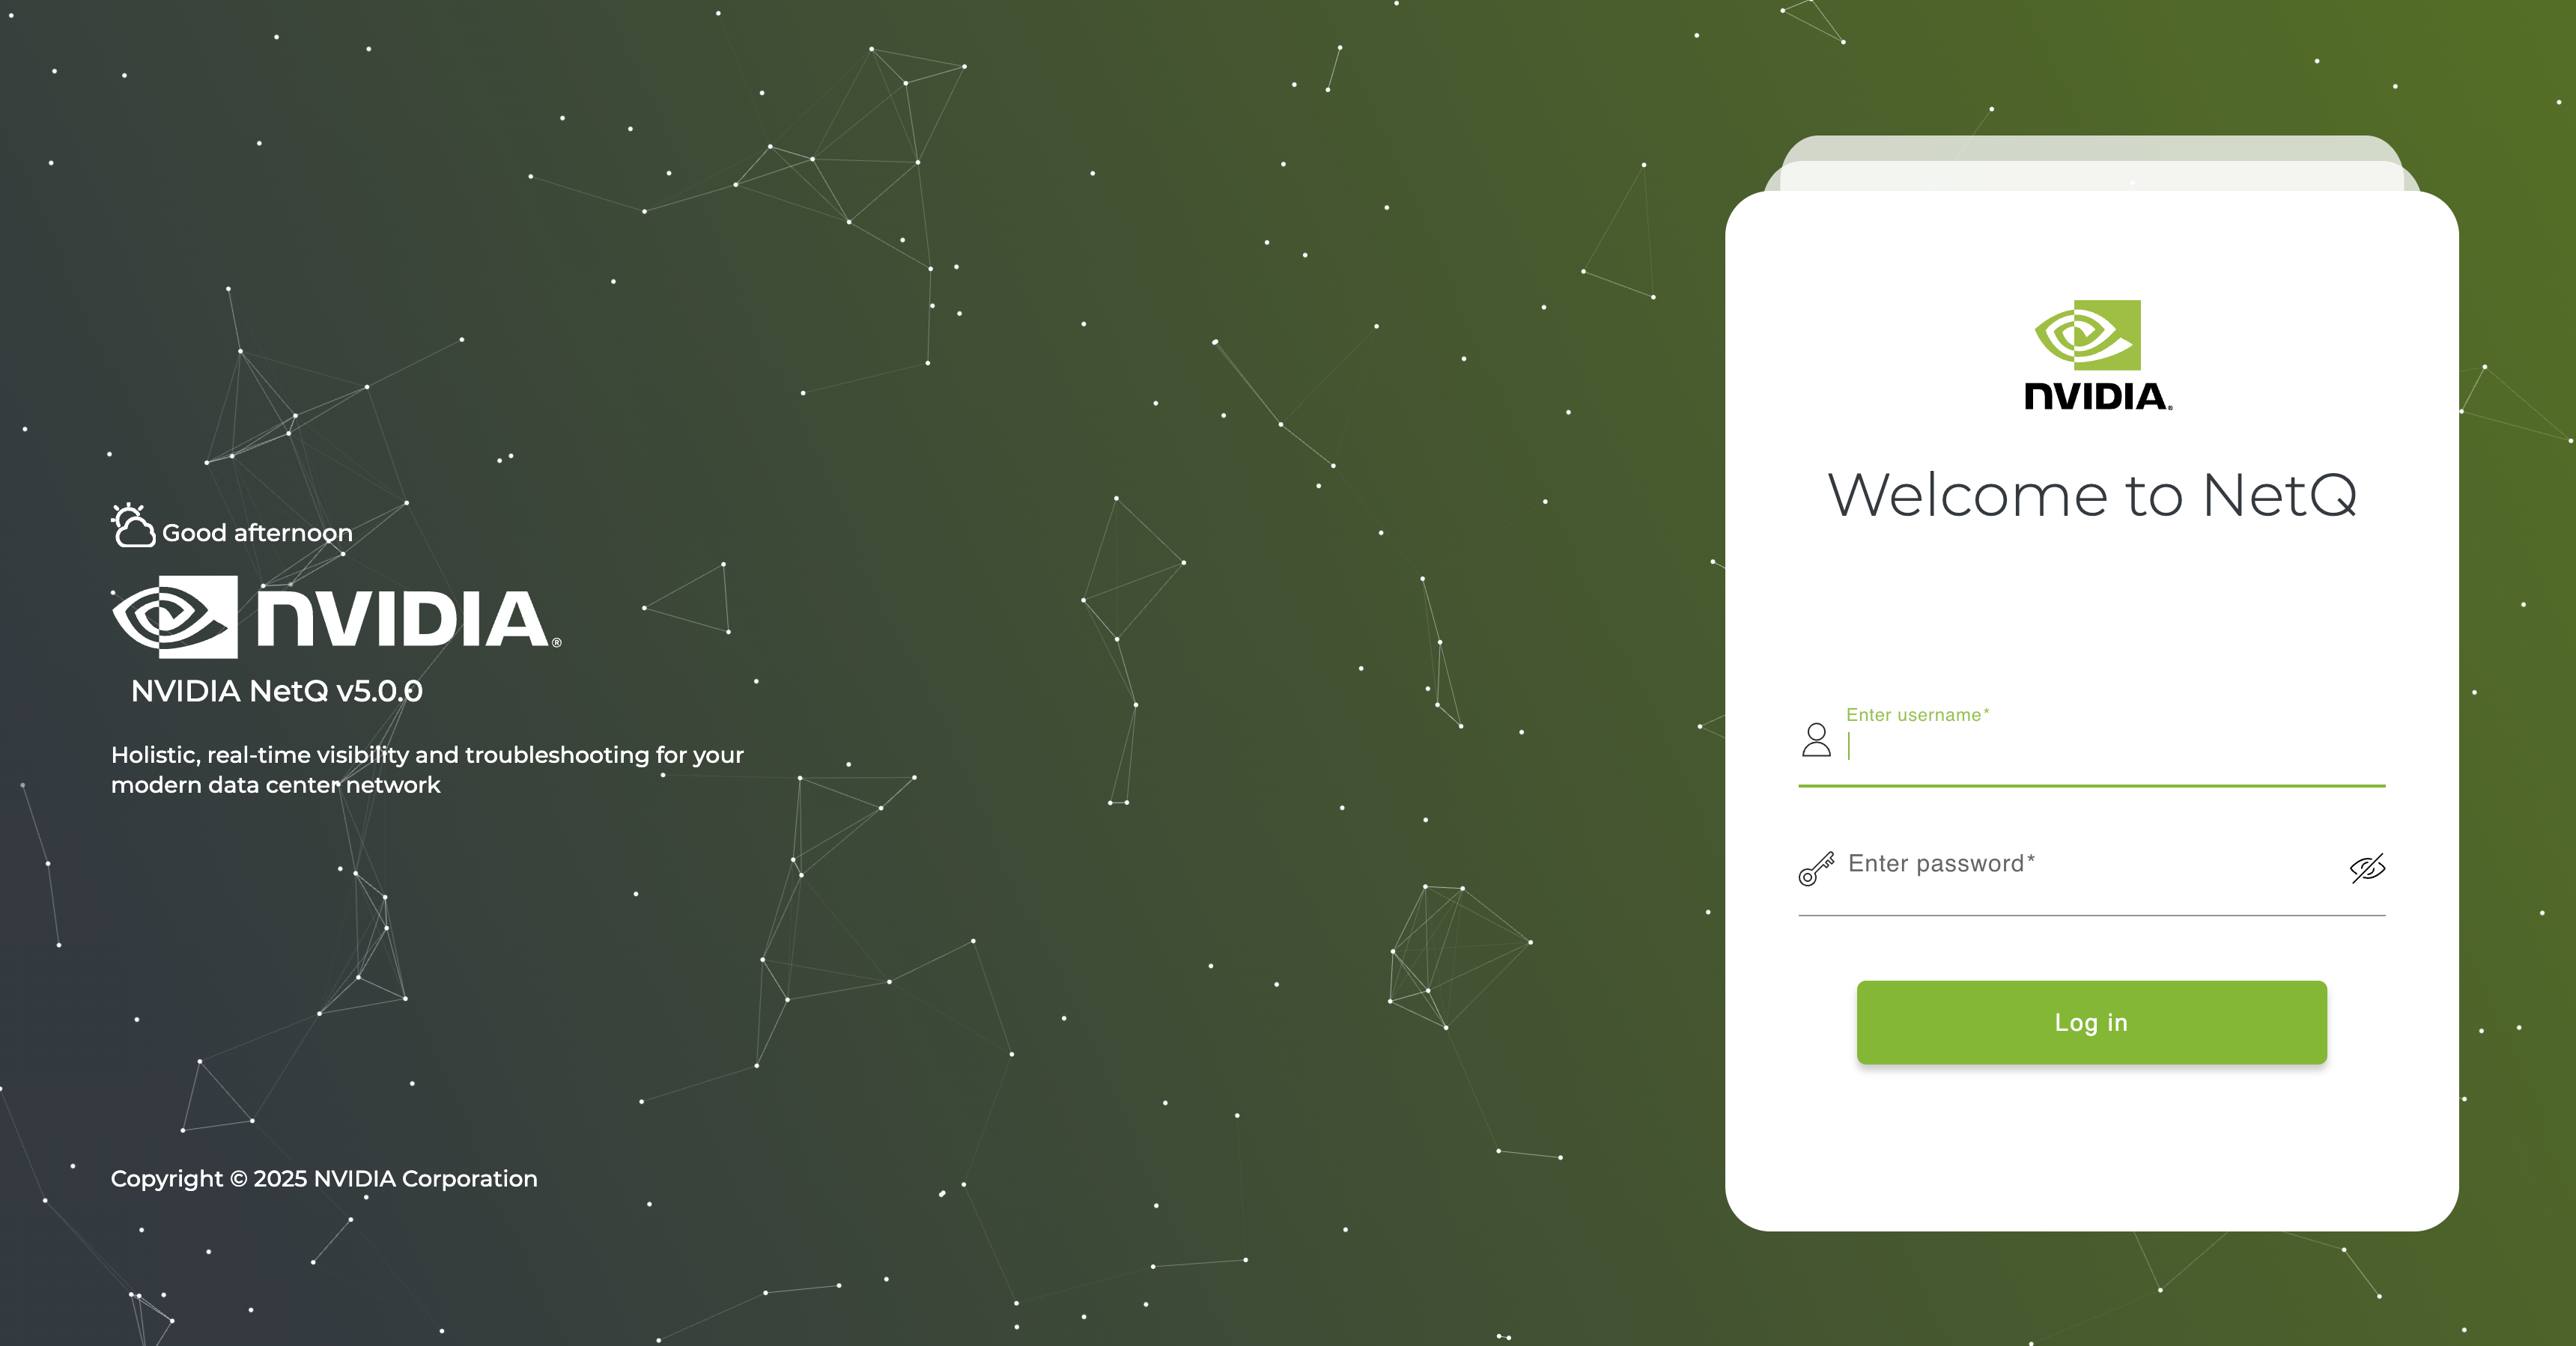 Good afternoon
NVIDIA®
NVIDIA NetQ v5.0.0
Holistic, real-time visibility and troubleshooting for your
modern data center network
Copyright © 2025 NVIDIA Corporation
NVIDIA®
Welcome to NetQ
Enter username*
Enter password*
Log in